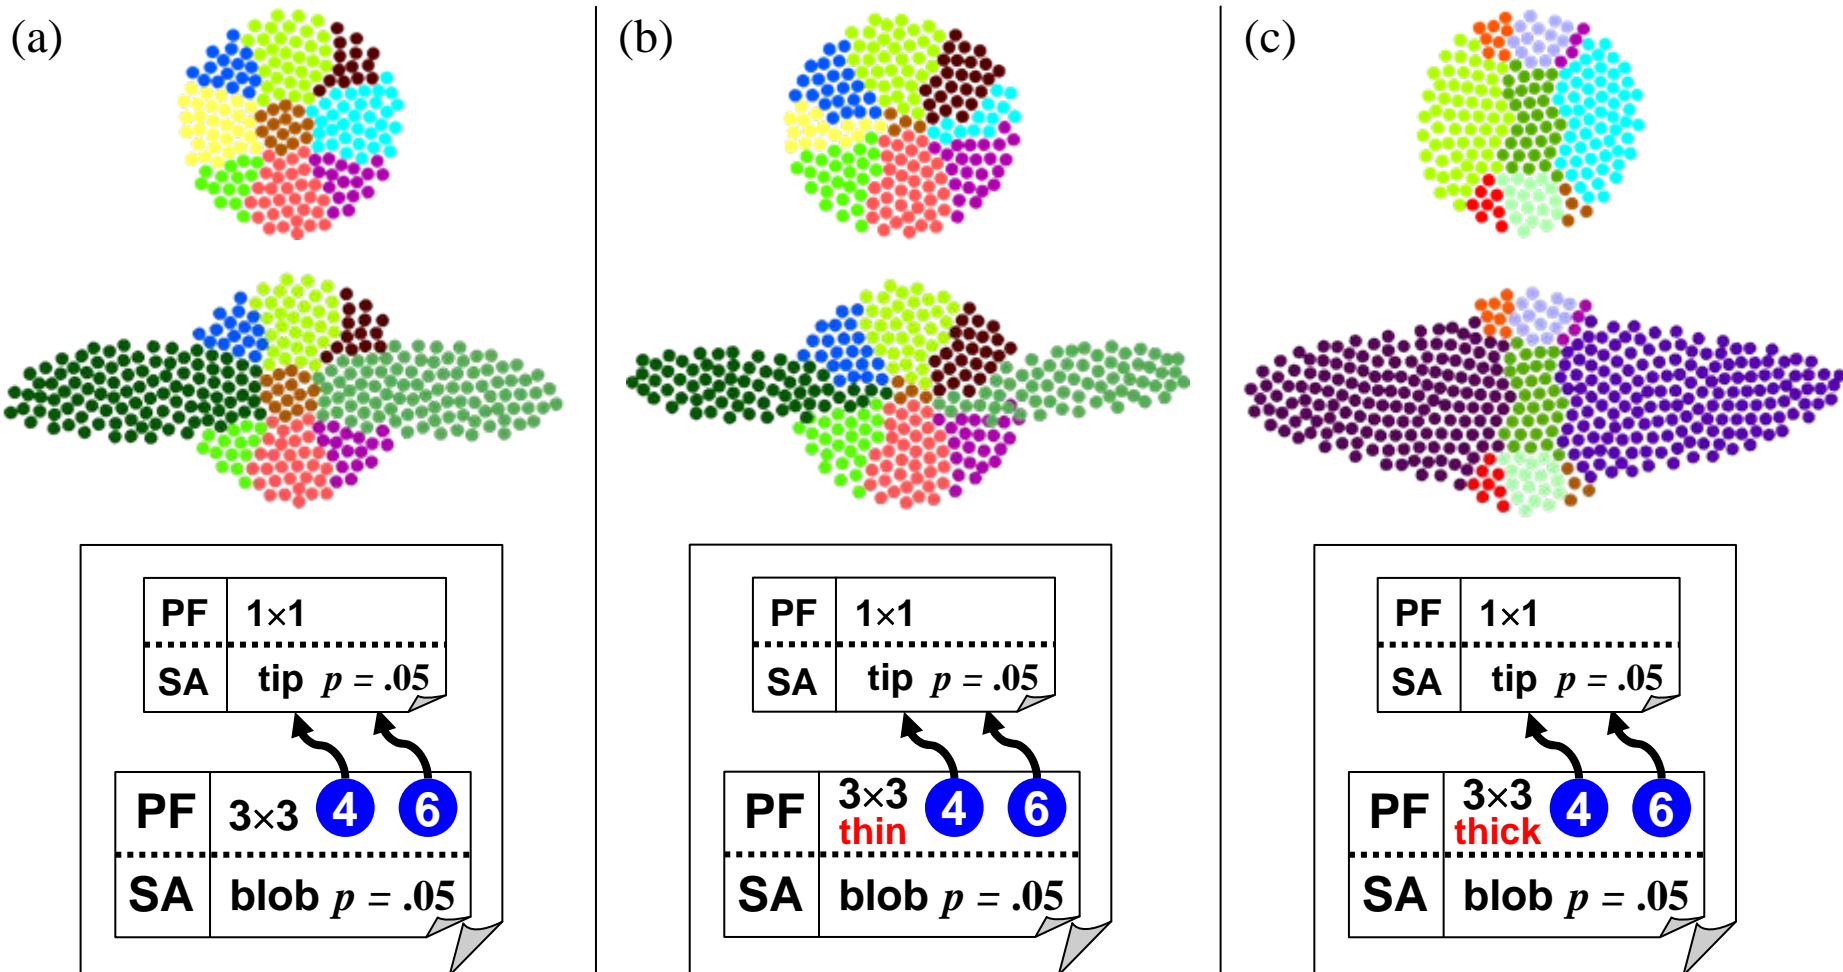 (a)
PF 1×1
SA tip p = .05
PF 3×3 4 6
SA blob p = .05
(b)
PF 1×1
SA tip p = .05
PF 3×3 4 6
thin
SA blob p = .05
(c)
PF 1×1
SA tip p = .05
PF 3×3 4 6
thick
SA blob p = .05